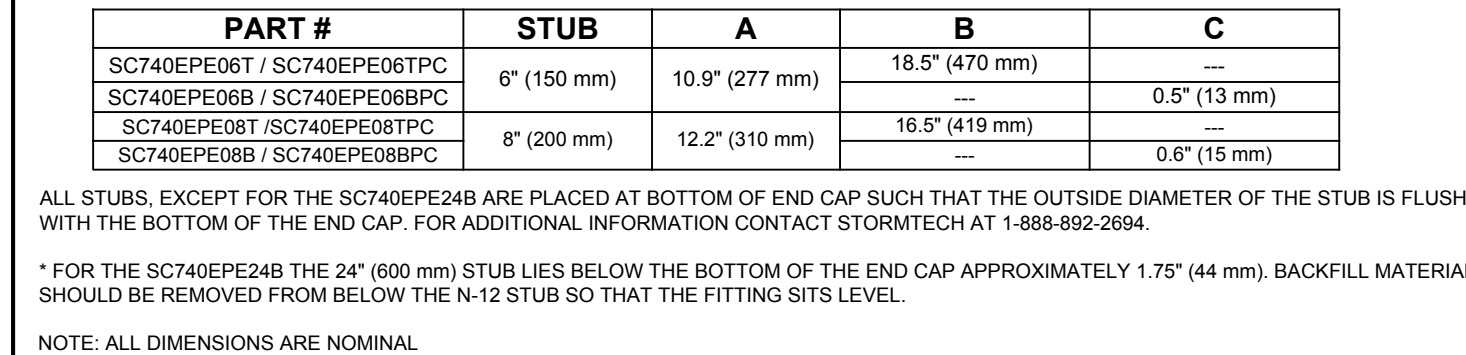 PART # STUB A B C
SC740EPE06T / SC740EPE06TPC 6" (150 mm) 10.9" (277 mm) 18.5" (470 mm) ---
SC740EPE06B / SC740EPE06BPC --- 0.5" (13 mm)
SC740EPE08T /SC740EPE08TPC 8" (200 mm) 12.2" (310 mm) 16.5" (419 mm) ---
SC740EPE08B / SC740EPE08BPC --- 0.6" (15 mm)
ALL STUBS, EXCEPT FOR THE SC740EPE24B ARE PLACED AT BOTTOM OF END CAP SUCH THAT THE OUTSIDE DIAMETER OF THE STUB IS FLUSH
WITH THE BOTTOM OF THE END CAP. FOR ADDITIONAL INFORMATION CONTACT STORMTECH AT 1-888-892-2694.
* FOR THE SC740EPE24B THE 24" (600 mm) STUB LIES BELOW THE BOTTOM OF THE END CAP APPROXIMATELY 1.75" (44 mm). BACKFILL MATERIAL
SHOULD BE REMOVED FROM BELOW THE N-12 STUB SO THAT THE FITTING SITS LEVEL.
NOTE: ALL DIMENSIONS ARE NOMINAL